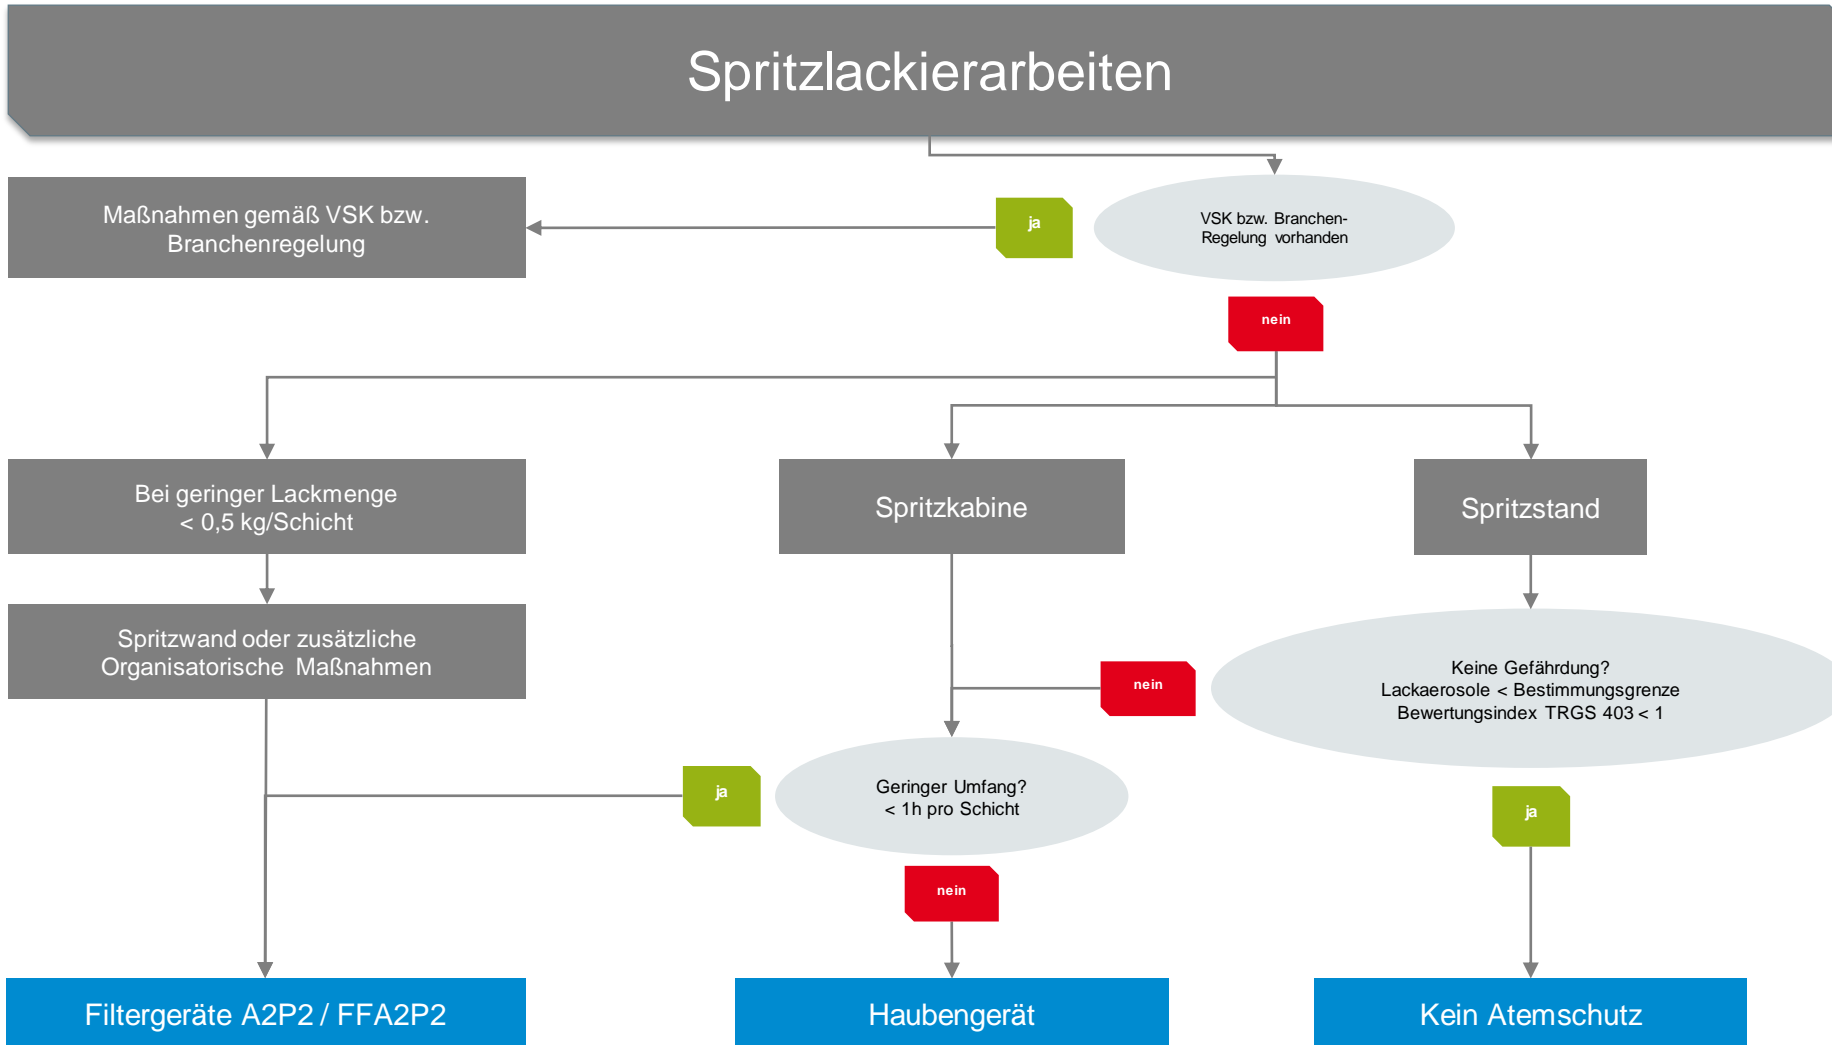 Spritzlackierarbeiten
Maßnahmen gemäß VSK bzw.
Branchenregelung
ja
VSK bzw. Branchen-
Regelung vorhanden
nein
Bei geringer Lackmenge
< 0,5 kg/Schicht
Spritzkabine
Spritzstand
Spritzwand oder zusätzliche
Organisatorische Maßnahmen
nein
Keine Gefährdung?
Lackaerosole < Bestimmungsgrenze
Bewertungsindex TRGS 403 < 1
ja
Geringer Umfang?
< 1h pro Schicht
ja
nein
Filtergeräte A2P2 / FFA2P2
Haubengerät
Kein Atemschutz